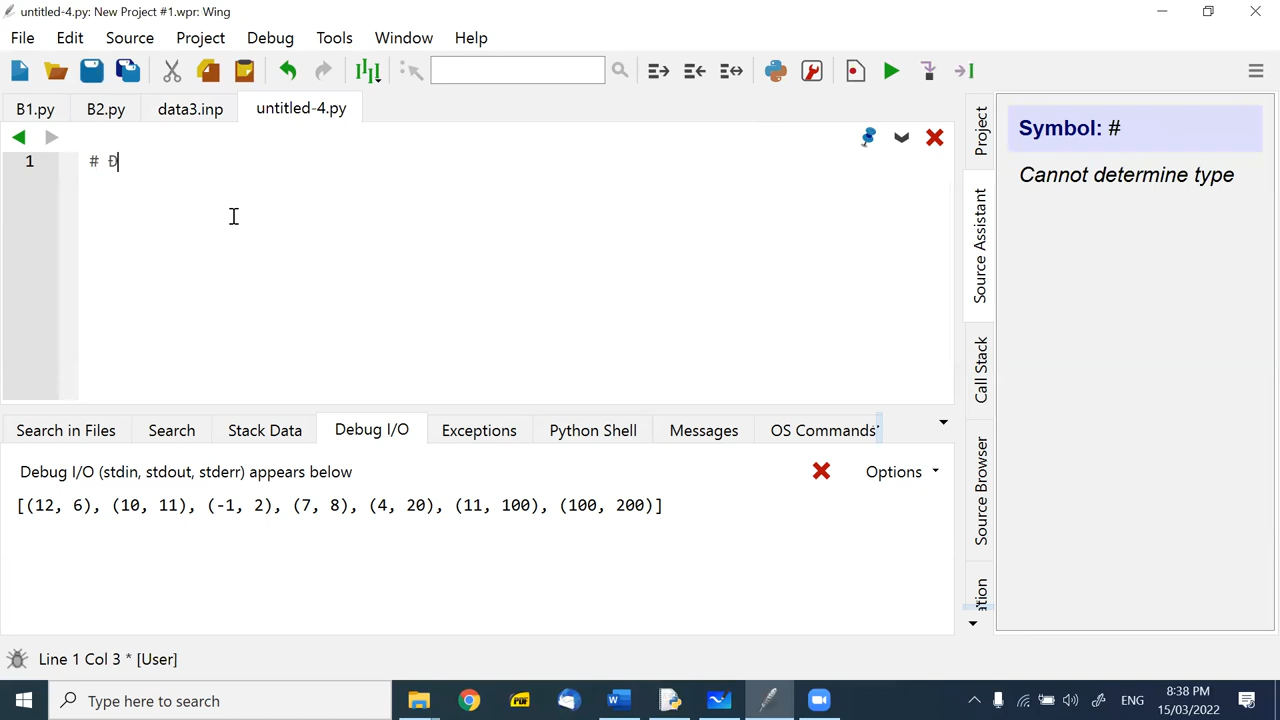 untitled-4.py: New Project #1.wpr: Wing
File Edit Source Project Debug Tools Window Help
B1.py B2.py data3.inp untitled-4.py
1 # Đ
Symbol: #
Cannot determine type
Project
Source Assistant
Call Stack
Source Browser
Search in Files Search Stack Data Debug I/O Exceptions Python Shell Messages OS Commands
Debug I/O (stdin, stdout, stderr) appears below Options
[(12, 6), (10, 11), (-1, 2), (7, 8), (4, 20), (11, 100), (100, 200)]
Line 1 Col 3 * [User]
Type here to search
PDF
ENG
8:38 PM
15/03/2022